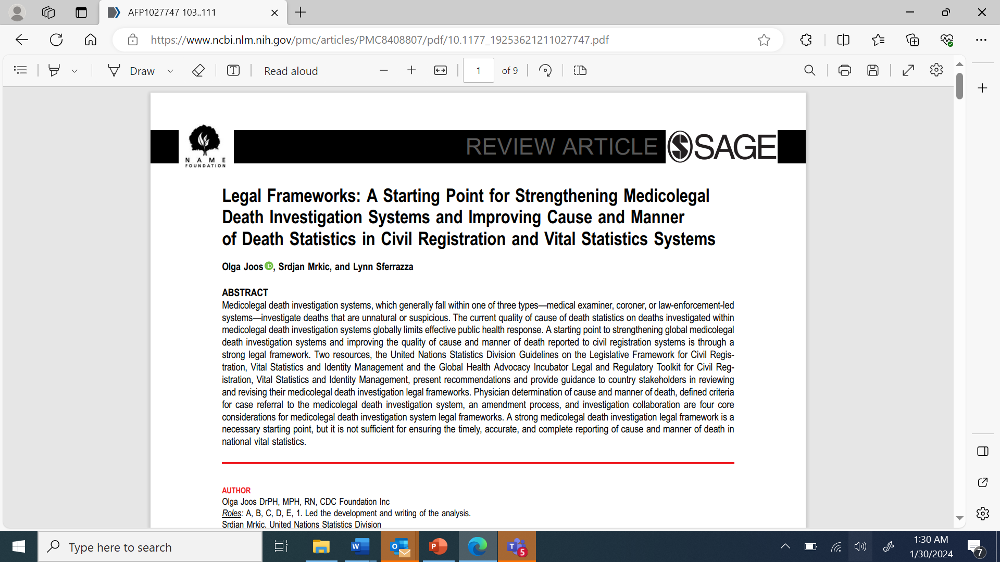 AFP1027747 103..111
https://www.ncbi.nlm.nih.gov/pmc/articles/PMC8408807/pdf/10.1177_19253621211027747.pdf
Draw
Read aloud
1 of 9
NAME
FOUNDATION
REVIEW ARTICLE
SAGE
Legal Frameworks: A Starting Point for Strengthening Medicolegal
Death Investigation Systems and Improving Cause and Manner
of Death Statistics in Civil Registration and Vital Statistics Systems
Olga Joos iD, Srdjan Mrkic, and Lynn Sferrazza
ABSTRACT
Medicolegal death investigation systems, which generally fall within one of three types—medical examiner, coroner, or law-enforcement-led
systems—investigate deaths that are unnatural or suspicious. The current quality of cause of death statistics on deaths investigated within
medicolegal death investigation systems globally limits effective public health response. A starting point to strengthening global medicolegal
death investigation systems and improving the quality of cause and manner of death reported to civil registration systems is through a
strong legal framework. Two resources, the United Nations Statistics Division Guidelines on the Legislative Framework for Civil Regis-
tration, Vital Statistics and Identity Management and the Global Health Advocacy Incubator Legal and Regulatory Toolkit for Civil Reg-
istration, Vital Statistics and Identity Management, present recommendations and provide guidance to country stakeholders in reviewing
and revising their medicolegal death investigation legal frameworks. Physician determination of cause and manner of death, defined criteria
for case referral to the medicolegal death investigation system, an amendment process, and investigation collaboration are four core
considerations for medicolegal death investigation system legal frameworks. A strong medicolegal death investigation legal framework is a
necessary starting point, but it is not sufficient for ensuring the timely, accurate, and complete reporting of cause and manner of death in
national vital statistics.
AUTHOR
Olga Joos DrPH, MPH, RN, CDC Foundation Inc
Roles: A, B, C, D, E, 1. Led the development and writing of the analysis.
Srdjan Mrkic, United Nations Statistics Division
Type here to search
W
O
P
T
5
1:30 AM
1/30/2024
7